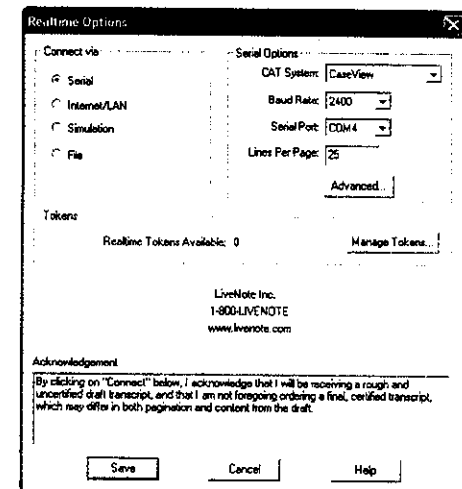 Realtime Options
Connect via
Serial
Internet/LAN
Simulation
File
Serial Options
CAT System: CaseView
Baud Rate: 2400
Serial Port: COM4
Lines Per Page: 25
Advanced...
Tokens
Realtime Tokens Available: 0
Manage Tokens...
LiveNote Inc.
1-800-LIVENOTE
www.livenote.com
Acknowledgement
By clicking on "Connect" below, I acknowledge that I will be receiving a rough and
uncertified draft transcript, and that I am not foregoing ordering a final, certified transcript,
which may differ in both pagination and content from the draft.
Save
Cancel
Help